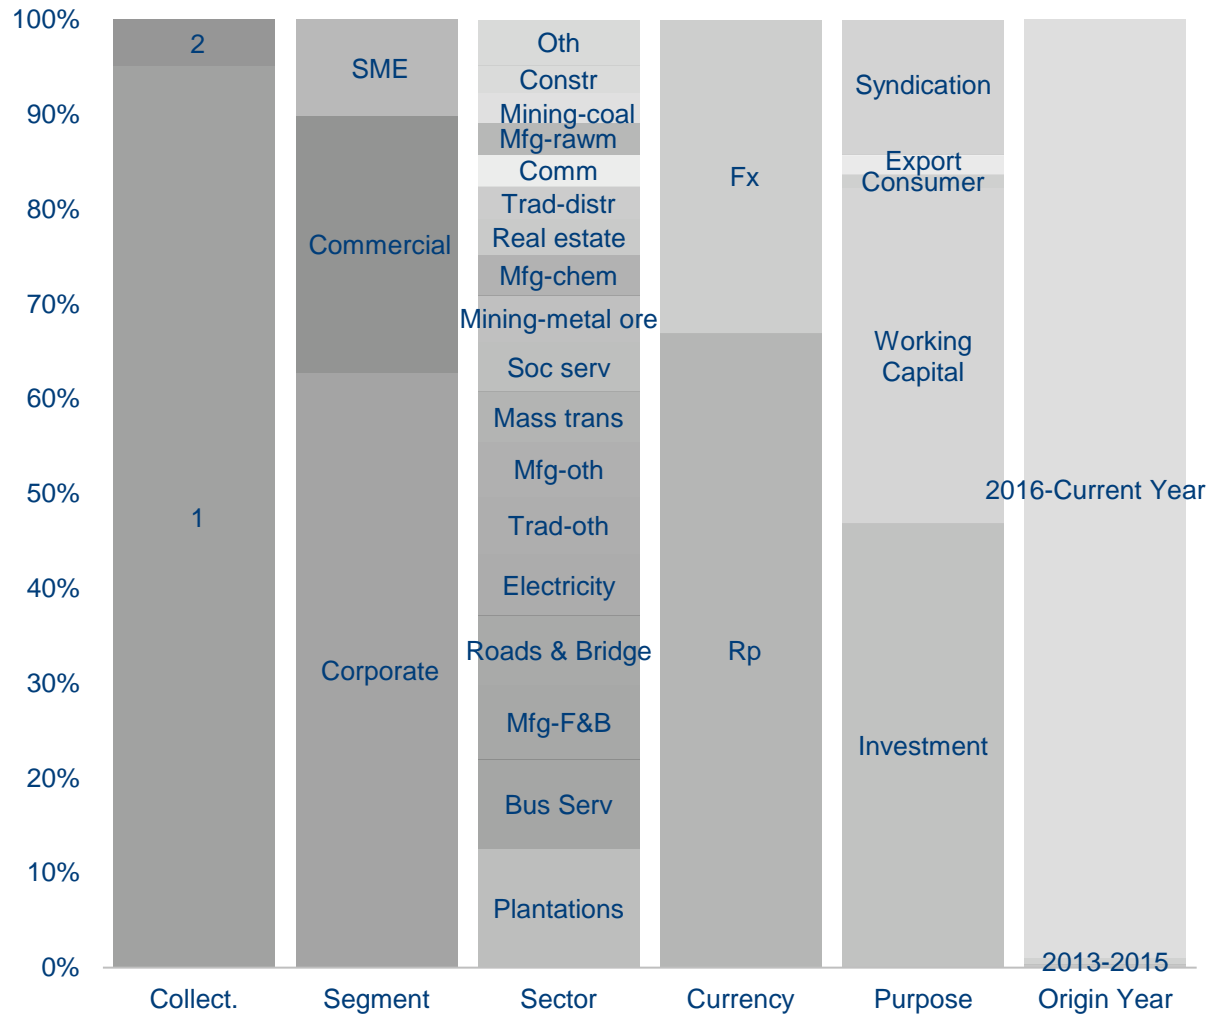 100%
90%
80%
70%
60%
50%
40%
30%
20%
10%
0%
2
1
SME
Commercial
Corporate
Oth
Constr
Mining-coal
Mfg-rawm
Comm
Trad-distr
Real estate
Mfg-chem
Mining-metal ore
Soc serv
Mass trans
Mfg-oth
Trad-oth
Electricity
Roads & Bridge
Mfg-F&B
Bus Serv
Plantations
Fx
Rp
Syndication
Export
Consumer
Working
Capital
Investment
2016-Current Year
2013-2015
Collect.
Segment
Sector
Currency
Purpose
Origin Year